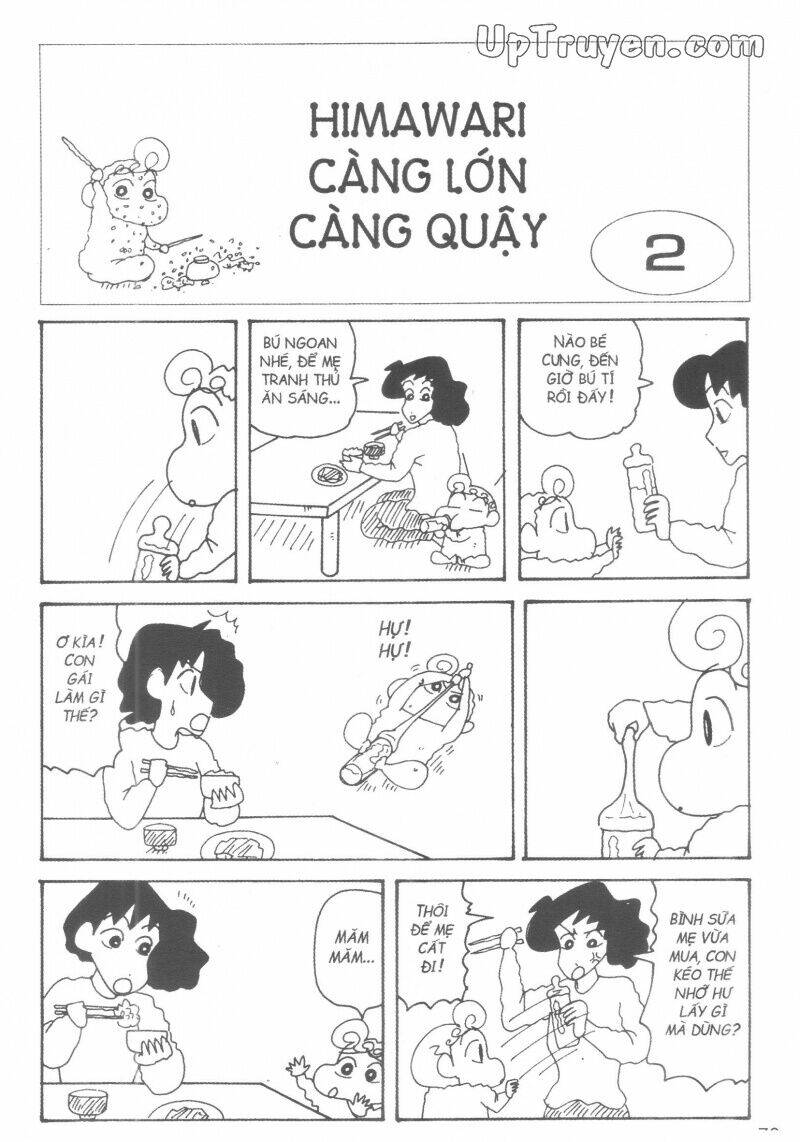 UpTruyen.com
HIMAWARI
CÀNG LỚN
CÀNG QUẬY
2
NÀO BÉ
CƯNG, ĐẾN
GIỜ BÚ TÍ
RỒI ĐẤY!
BÚ NGOAN
NHÉ, ĐỂ MẸ
TRANH THỦ
ĂN SÁNG...
HỰ!
HỰ!
Ơ KÌA!
CON
GÁI
LÀM GÌ
THẾ?
BÌNH SỮA
MẸ VỪA
MUA, CON
KÉO THẾ
NHỠ HƯ
LẤY GÌ
MÀ DÙNG?
THÔI
ĐỂ MẸ
CẤT
ĐI!
MĂM
MĂM...